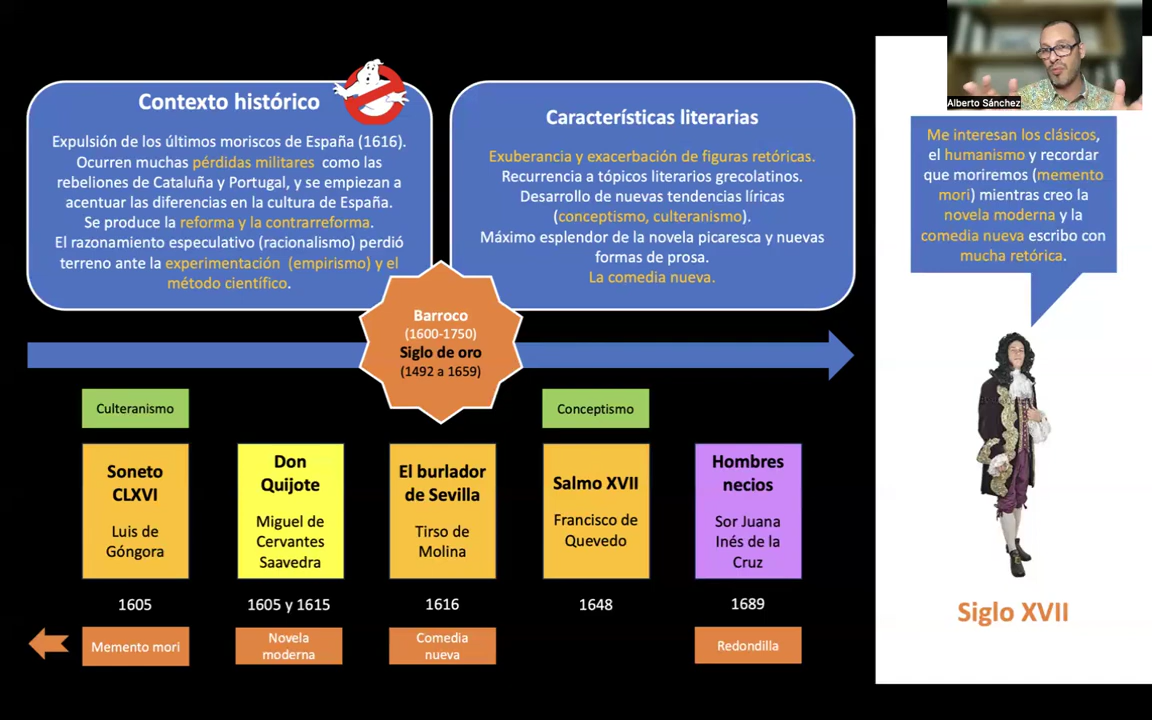 Alberto Sánchez
Contexto histórico
Expulsión de los últimos moriscos de España (1616).
Ocurren muchas pérdidas militares como las
rebeliones de Cataluña y Portugal, y se empiezan a
acentuar las diferencias en la cultura de España.
Se produce la reforma y la contrarreforma.
El razonamiento especulativo (racionalismo) perdió
terreno ante la experimentación (empirismo) y el
método científico.
Características literarias
Exuberancia y exacerbación de figuras retóricas.
Recurrencia a tópicos literarios grecolatinos.
Desarrollo de nuevas tendencias líricas
(conceptismo, culteranismo).
Máximo esplendor de la novela picaresca y nuevas
formas de prosa.
La comedia nueva.
Me interesan los clásicos,
el humanismo y recordar
que moriremos (memento
mori) mientras creo la
novela moderna y la
comedia nueva escribo con
mucha retórica.
Barroco
(1600-1750)
Siglo de oro
(1492 a 1659)
Culteranismo
Soneto
CLXVI
Luis de
Góngora
1605
Memento mori
Don
Quijote
Miguel de
Cervantes
Saavedra
1605 y 1615
Novela
moderna
El burlador
de Sevilla
Tirso de
Molina
1616
Comedia
nueva
Conceptismo
Salmo XVII
Francisco de
Quevedo
1648
Hombres
necios
Sor Juana
Inés de la
Cruz
1689
Redondilla
Siglo XVII